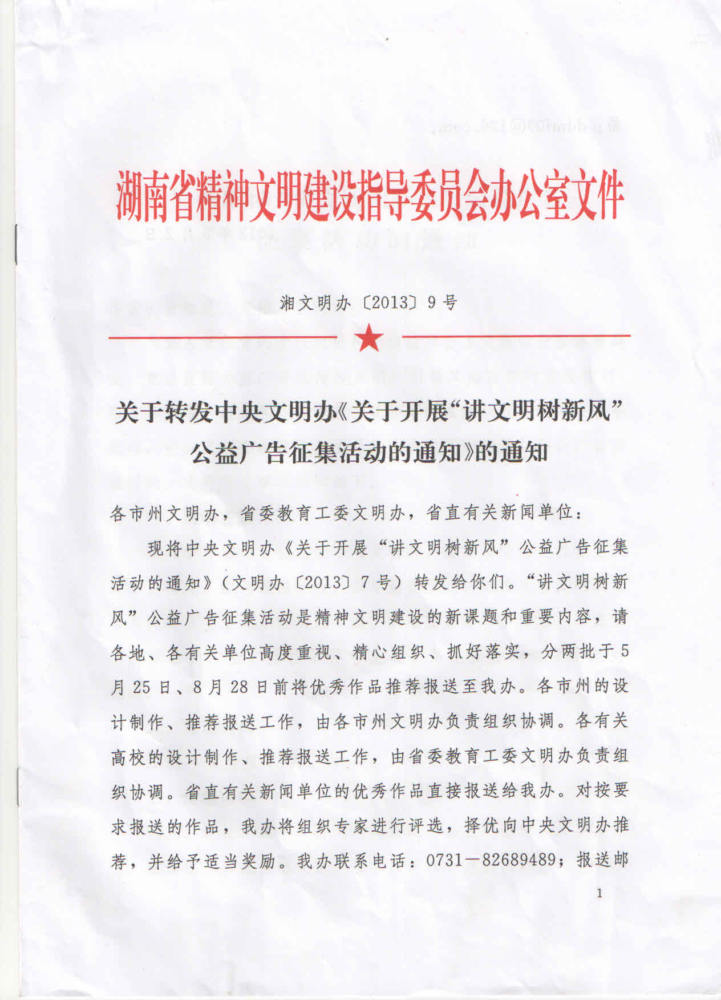 湖南省精神文明建设指导委员会办公室文件
湘文明办〔2013〕9号
关于转发中央文明办《关于开展“讲文明树新风”
公益广告征集活动的通知》的通知
各市州文明办，省委教育工委文明办，省直有关新闻单位：
现将中央文明办《关于开展“讲文明树新风”公益广告征集
活动的通知》（文明办〔2013〕7号）转发给你们。“讲文明树新
风”公益广告征集活动是精神文明建设的新课题和重要内容，请
各地、各有关单位高度重视、精心组织、抓好落实，分两批于5
月25日、8月28日前将优秀作品推荐报送至我办。各市州的设
计制作、推荐报送工作，由各市州文明办负责组织协调。各有关
高校的设计制作、推荐报送工作，由省委教育工委文明办负责组
织协调。省直有关新闻单位的优秀作品直接报送给我办。对按要
求报送的作品，我办将组织专家进行评选，择优向中央文明办推
荐，并给予适当奖励。我办联系电话：0731－82689489；报送邮
1